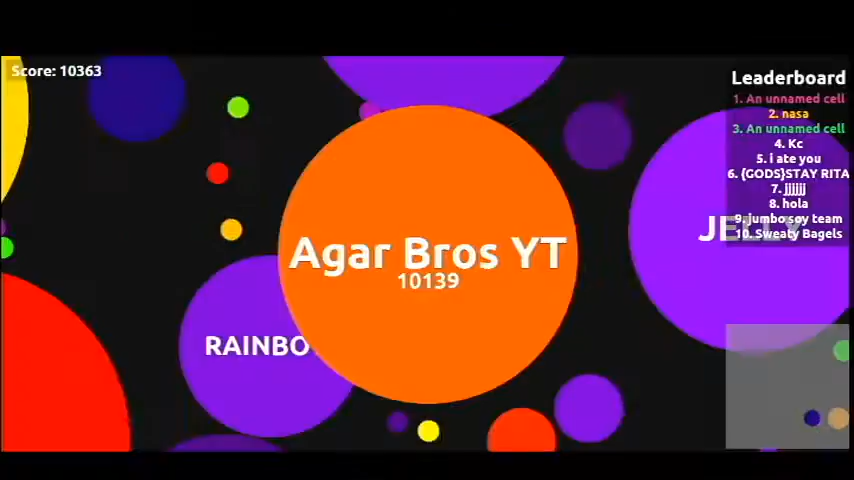 Score: 10363
Leaderboard
1. An unnamed cell
2. nasa
3. An unnamed cell
4. Kc
5. i ate you
6. {GODS}STAY RITA
7. jjjjjj
8. hola
9. jumbo soy team
10. Sweaty Bagels
JELLY
Agar Bros YT
10139
RAINBO